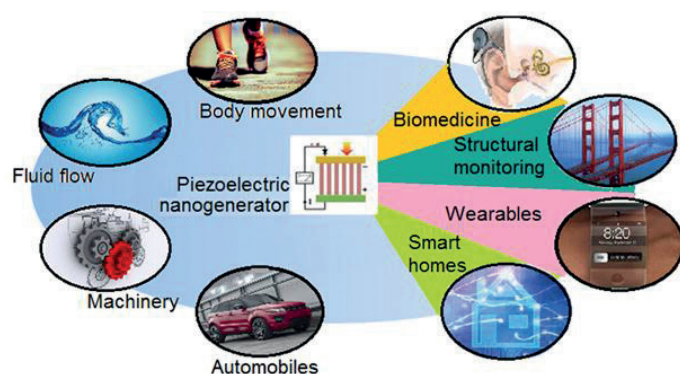 Body movement
Fluid flow
Piezoelectric
nanogenerator
Machinery
Automobiles
Biomedicine
Structural
monitoring
Wearables
8:20
Smart
homes